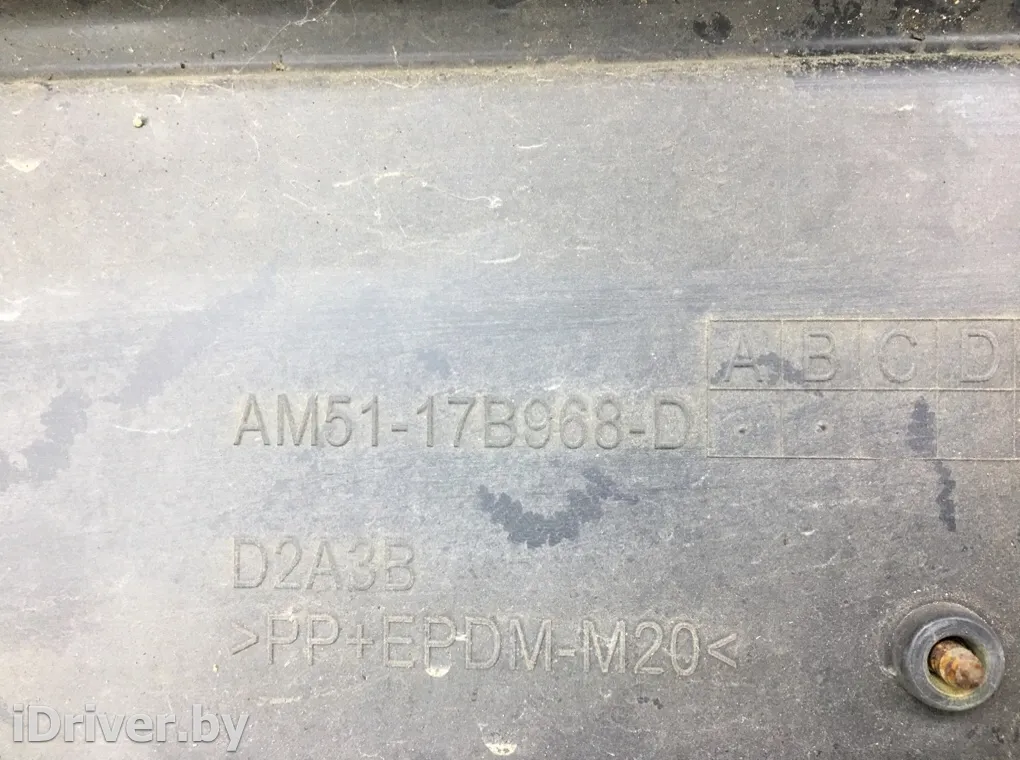 A B C D
AM51-17B968-D
D2A3B
>PP+EPDM-M20<
iDriver.by